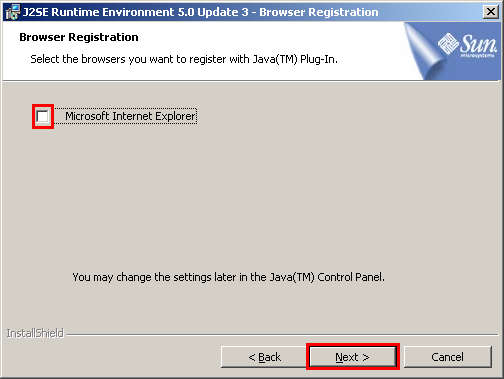 J2SE Runtime Environment 5.0 Update 3 - Browser Registration
Browser Registration
Select the browsers you want to register with Java(TM) Plug-In.
Sun
microsystems
Microsoft Internet Explorer
You may change the settings later in the Java(TM) Control Panel.
InstallShield
< Back Next > Cancel